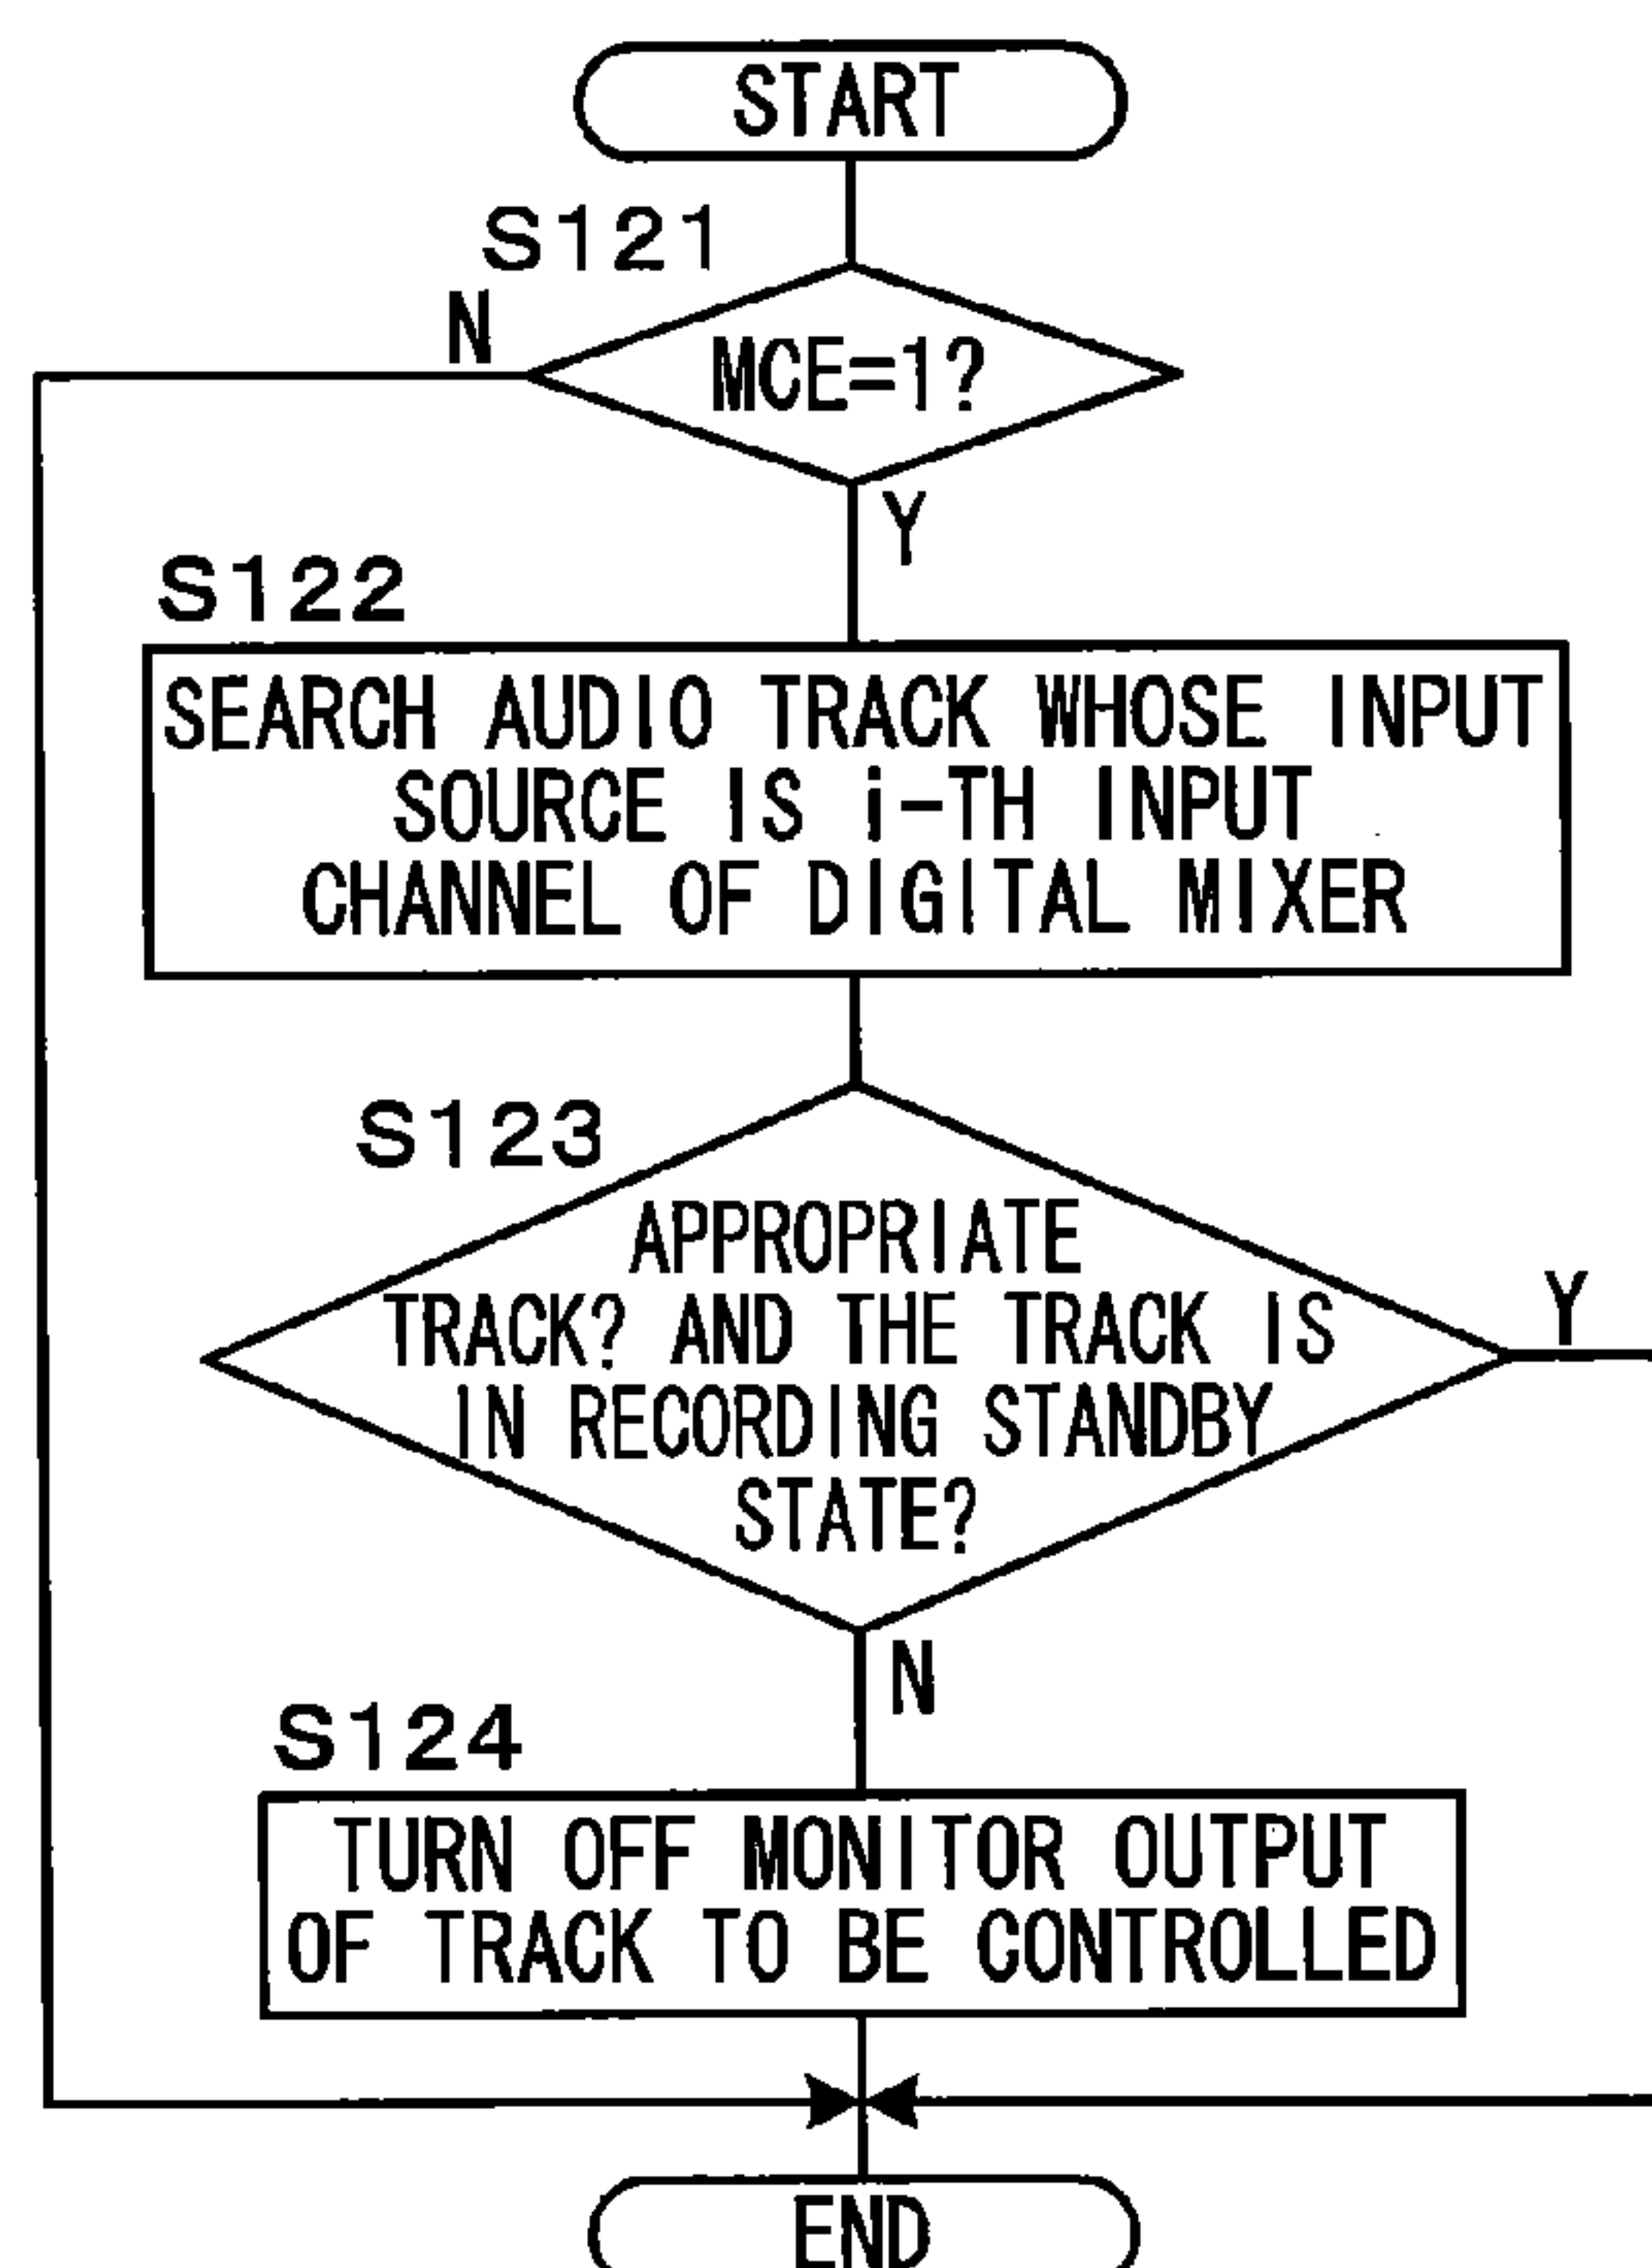 START
S121
N
MCE=1?
Y
S122
SEARCH AUDIO TRACK WHOSE INPUT
SOURCE IS i-TH INPUT
CHANNEL OF DIGITAL MIXER
S123
APPROPRIATE
TRACK? AND THE TRACK IS
IN RECORDING STANDBY
STATE?
Y
N
S124
TURN OFF MONITOR OUTPUT
OF TRACK TO BE CONTROLLED
END